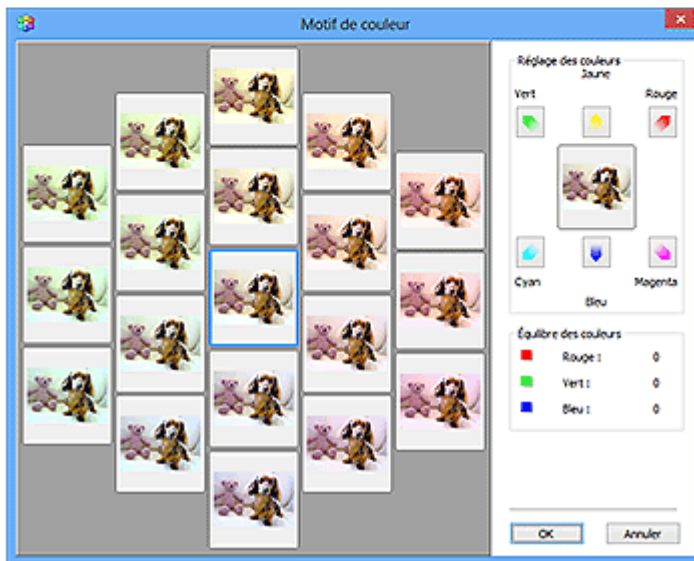 Motif de couleur
Réglage des couleurs
Jaune
Vert
Rouge
Cyan
Magenta
Bleu
Équilibre des couleurs
Rouge : 0
Vert : 0
Bleu : 0
OK
Annuler